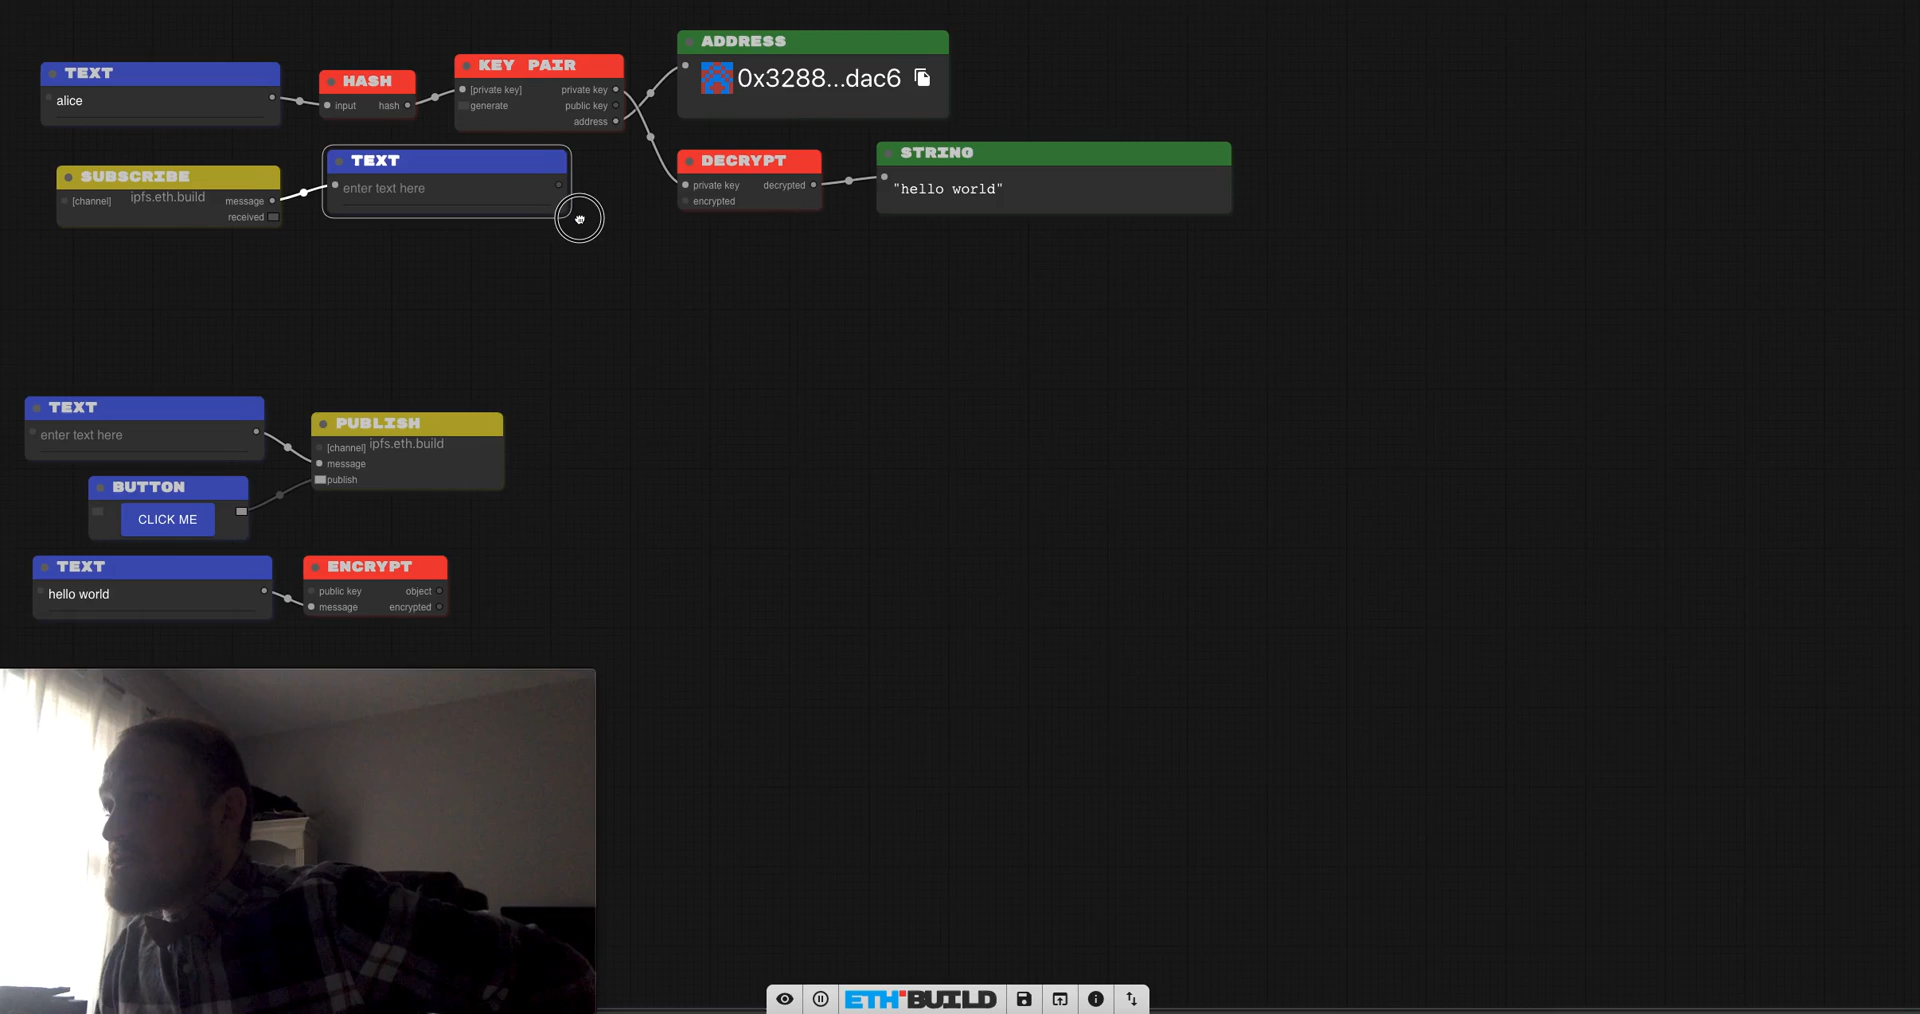 TEXT
alice
HASH
input hash
KEY PAIR
[private key] private key
generate public key
address
ADDRESS
0x3288...dac6
SUBSCRIBE
ipfs.eth.build
[channel] message
received
TEXT
enter text here
DECRYPT
private key decrypted
encrypted
STRING
"hello world"
TEXT
enter text here
PUBLISH
[channel] ipfs.eth.build
message
publish
BUTTON
CLICK ME
TEXT
hello world
ENCRYPT
public key object
message encrypted
ETH BUILD